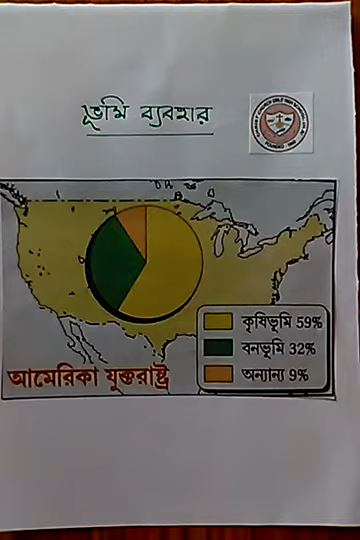 ভূমি ব্যবহার
কৃষিভূমি 59%
বনভূমি 32%
অন্যান্য 9%
আমেরিকা যুক্তরাষ্ট্র